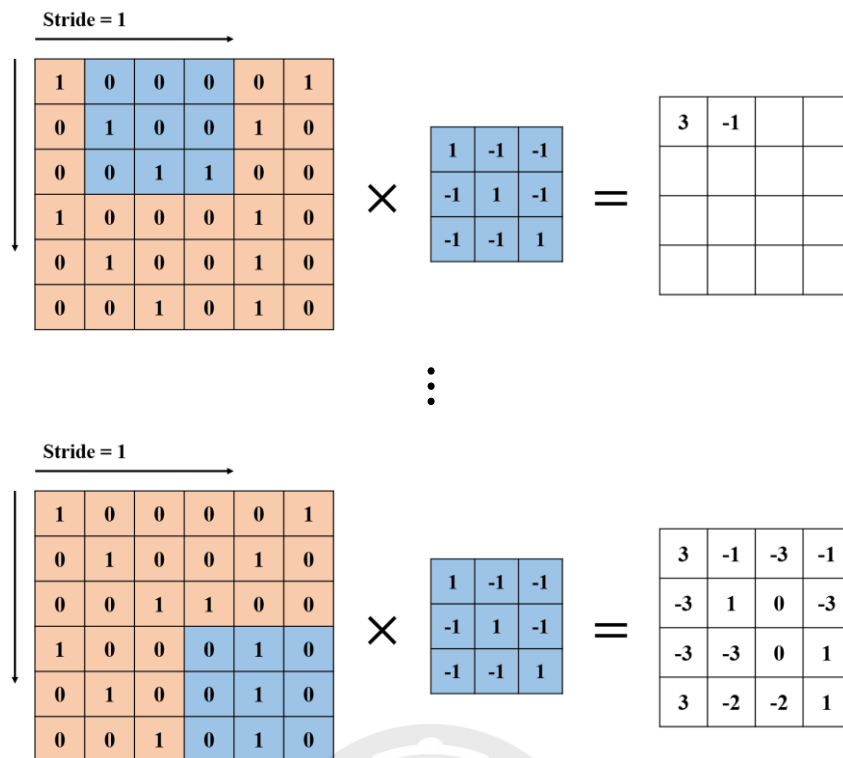 Stride = 1
1 0 0 0 0 1
0 1 0 0 1 0
0 0 1 1 0 0
1 0 0 0 1 0
0 1 0 0 1 0
0 0 1 0 1 0
×
1 -1 -1
-1 1 -1
-1 -1 1
=
3 -1
⋮
Stride = 1
1 0 0 0 0 1
0 1 0 0 1 0
0 0 1 1 0 0
1 0 0 0 1 0
0 1 0 0 1 0
0 0 1 0 1 0
×
1 -1 -1
-1 1 -1
-1 -1 1
=
3 -1 -3 -1
-3 1 0 -3
-3 -3 0 1
3 -2 -2 1